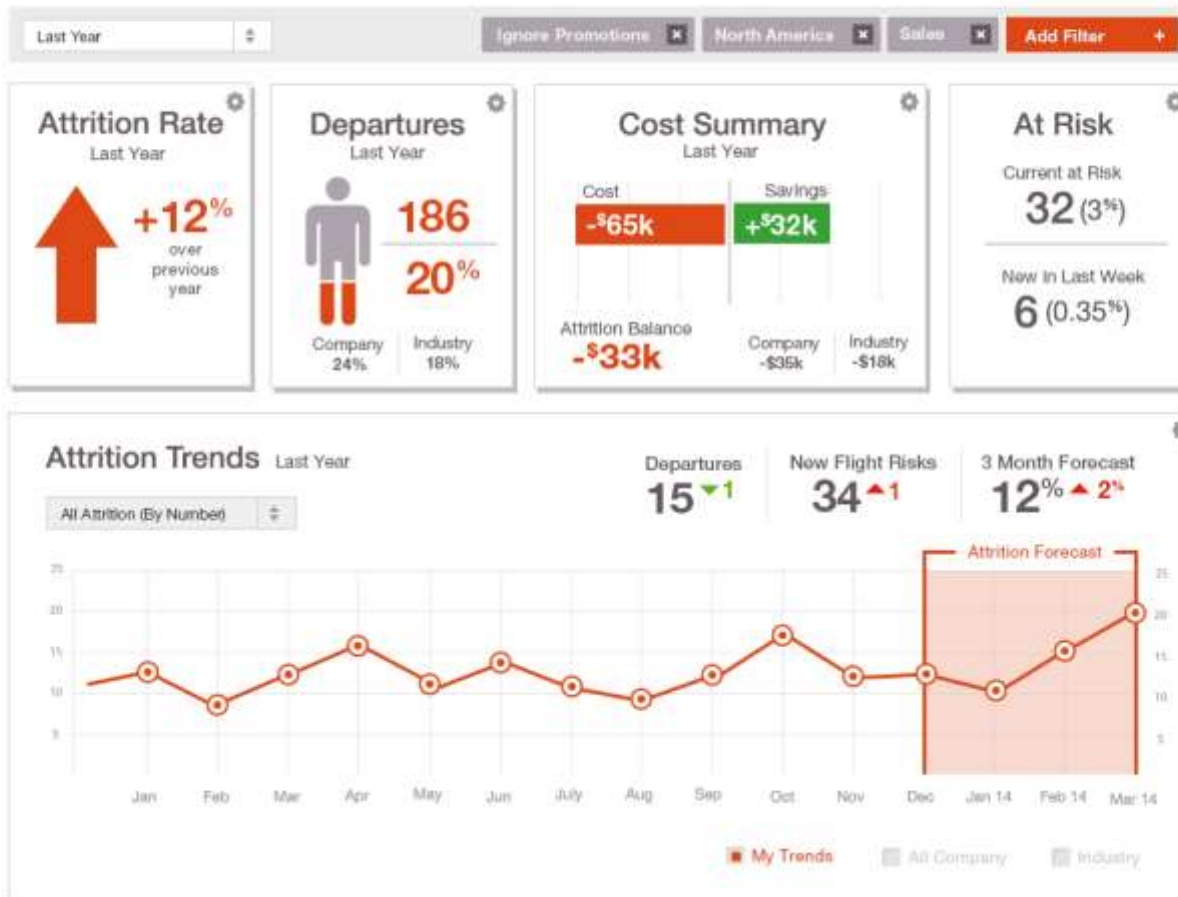 Last Year
Ignore Promotions
North America
Sales
Add Filter +
Attrition Rate
Last Year
+12%
over
previous
year
Departures
Last Year
186
20%
Company
24%
Industry
18%
Cost Summary
Last Year
Cost
Savings
-$65k
+$32k
Attrition Balance
-$33k
Company
-$35k
Industry
-$18k
At Risk
Current at Risk
32 (3%)
New in Last Week
6 (0.35%)
Attrition Trends Last Year
All Attrition (By Number)
Departures
15 1
New Flight Risks
34 1
3 Month Forecast
12% 2%
Attrition Forecast
25
20
15
10
5
25
20
15
10
5
Jan Feb Mar Apr May Jun July Aug Sep Oct Nov Dec Jan 14 Feb 14 Mar 14
My Trends
All Company
Industry